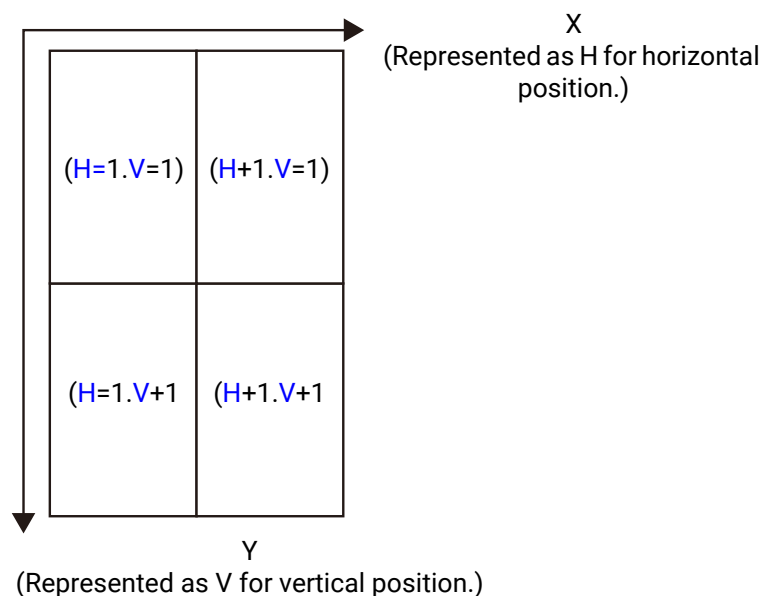 X
(Represented as H for horizontal
position.)
(H=1.V=1) (H+1.V=1)
(H=1.V+1 (H+1.V+1
Y
(Represented as V for vertical position.)